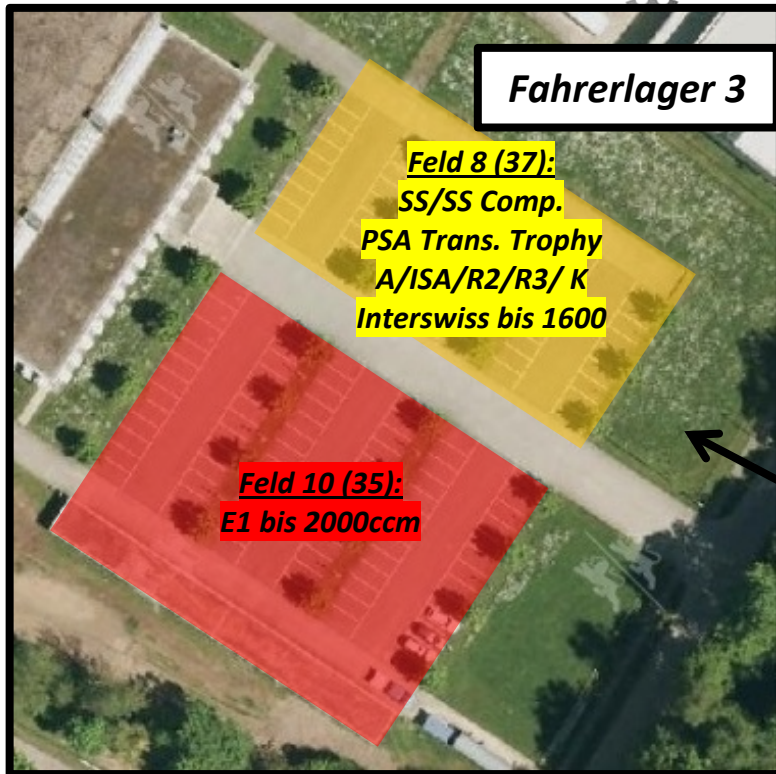 Fahrerlager 3
Feld 8 (37):
SS/SS Comp.
PSA Trans. Trophy
A/ISA/R2/R3/ K
Interswiss bis 1600
Feld 10 (35):
E1 bis 2000ccm